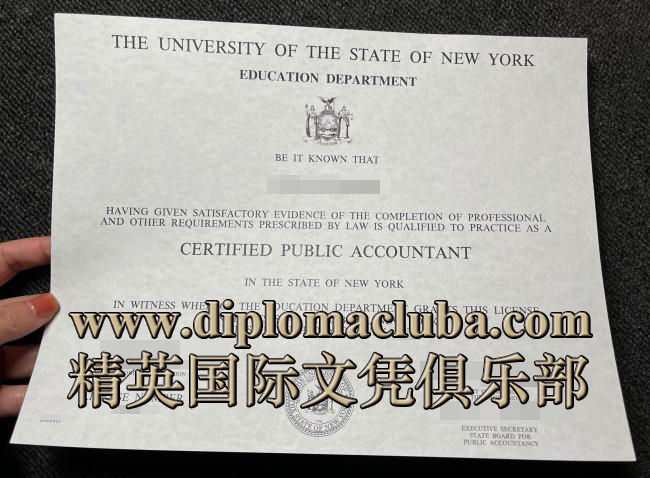 THE UNIVERSITY OF THE STATE OF NEW YORK
EDUCATION DEPARTMENT
BE IT KNOWN THAT
HAVING GIVEN SATISFACTORY EVIDENCE OF THE COMPLETION OF PROFESSIONAL
AND OTHER REQUIREMENTS PRESCRIBED BY LAW IS QUALIFIED TO PRACTICE AS A
CERTIFIED PUBLIC ACCOUNTANT
IN THE STATE OF NEW YORK
IN WITNESS THE EDUCATION DEPARTMENT GRANTS THIS LICENSE
www.diplomacluba.com
精英国际文凭俱乐部
EXECUTIVE SECRETARY
STATE BOARD FOR
PUBLIC ACCOUNTANCY